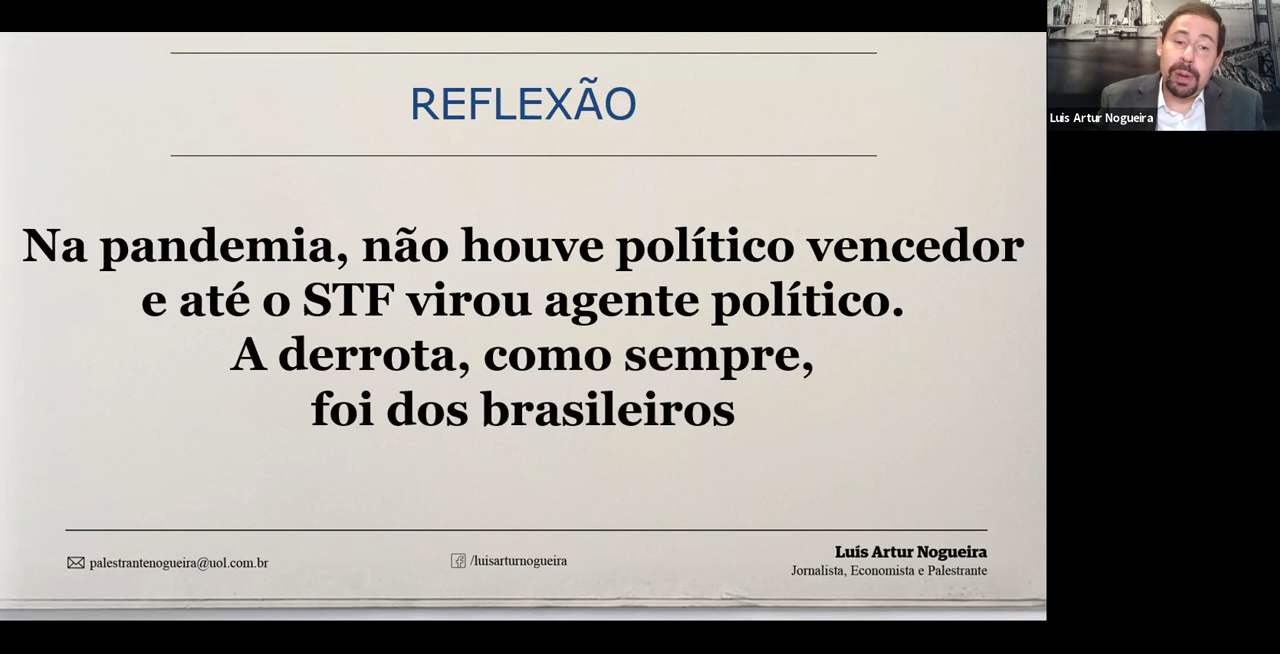 REFLEXÃO
Na pandemia, não houve político vencedor
e até o STF virou agente político.
A derrota, como sempre,
foi dos brasileiros
palestrantenogueira@uol.com.br
/luisarturnogueira
Luís Artur Nogueira
Jornalista, Economista e Palestrante
Luis Artur Nogueira